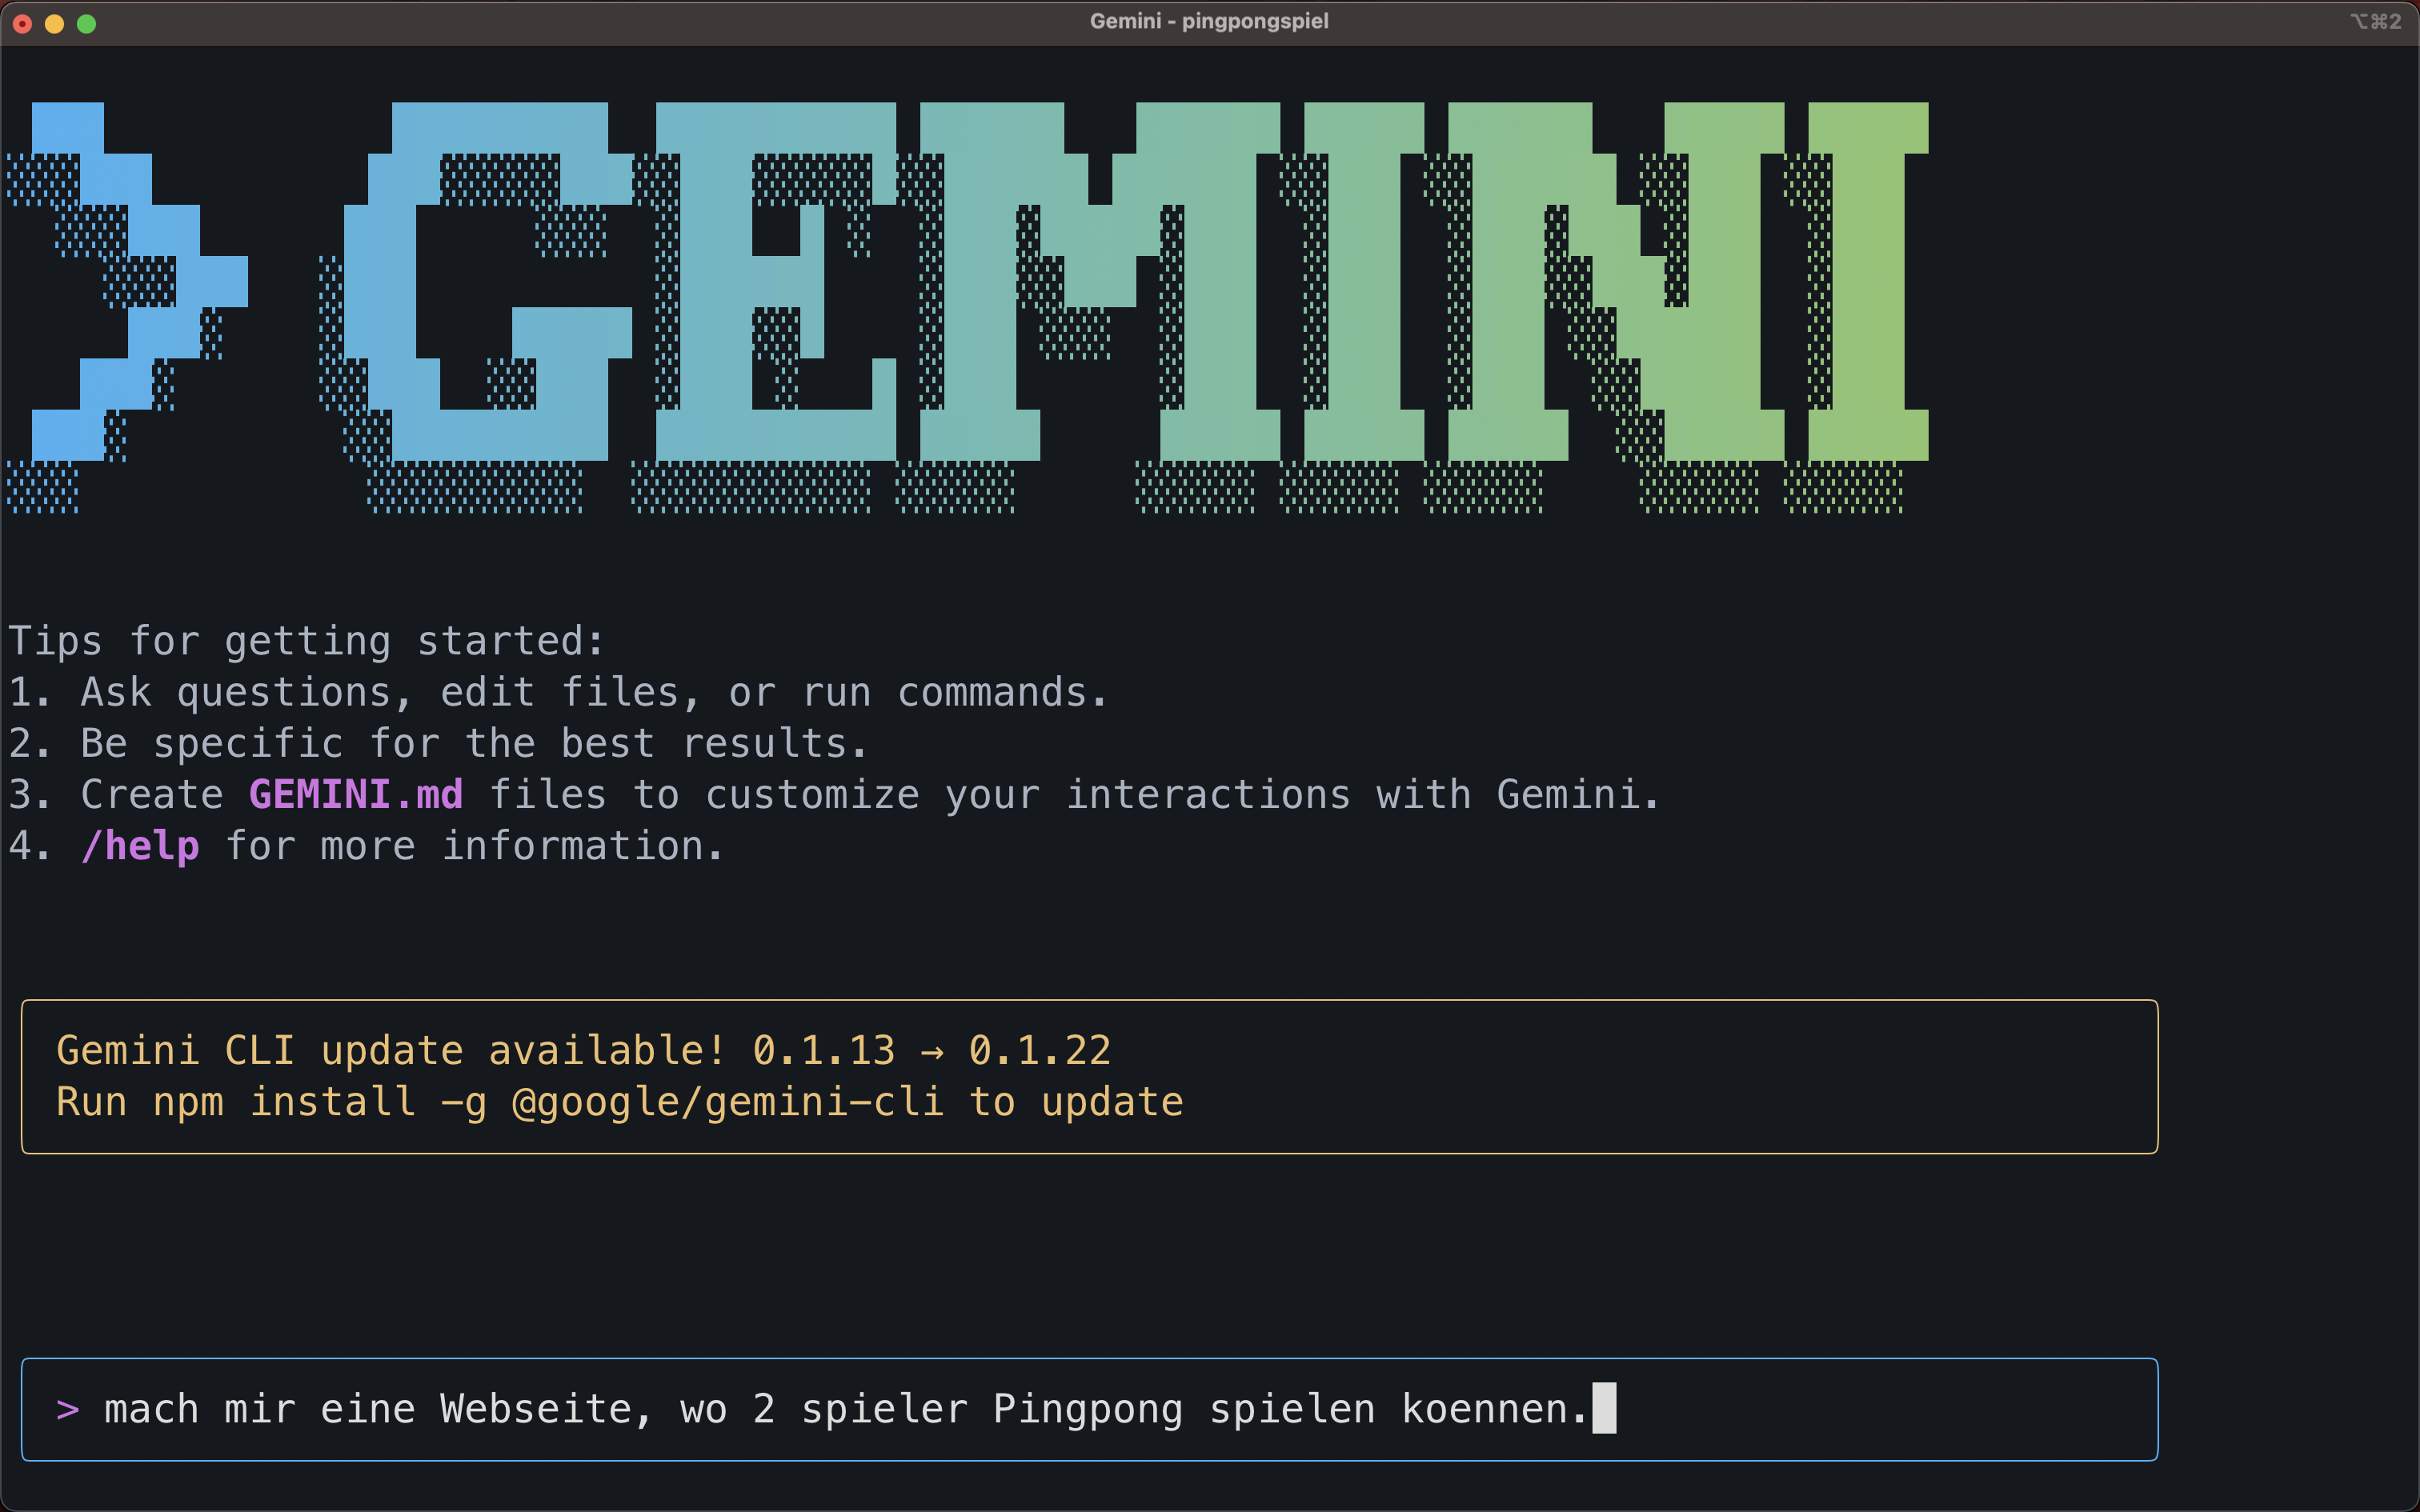 Gemini - pingpongspiel
⌥⌘2
> GEMINI
Tips for getting started:
1. Ask questions, edit files, or run commands.
2. Be specific for the best results.
3. Create GEMINI.md files to customize your interactions with Gemini.
4. /help for more information.
Gemini CLI update available! 0.1.13 → 0.1.22
Run npm install -g @google/gemini-cli to update
> mach mir eine Webseite, wo 2 spieler Pingpong spielen koennen.